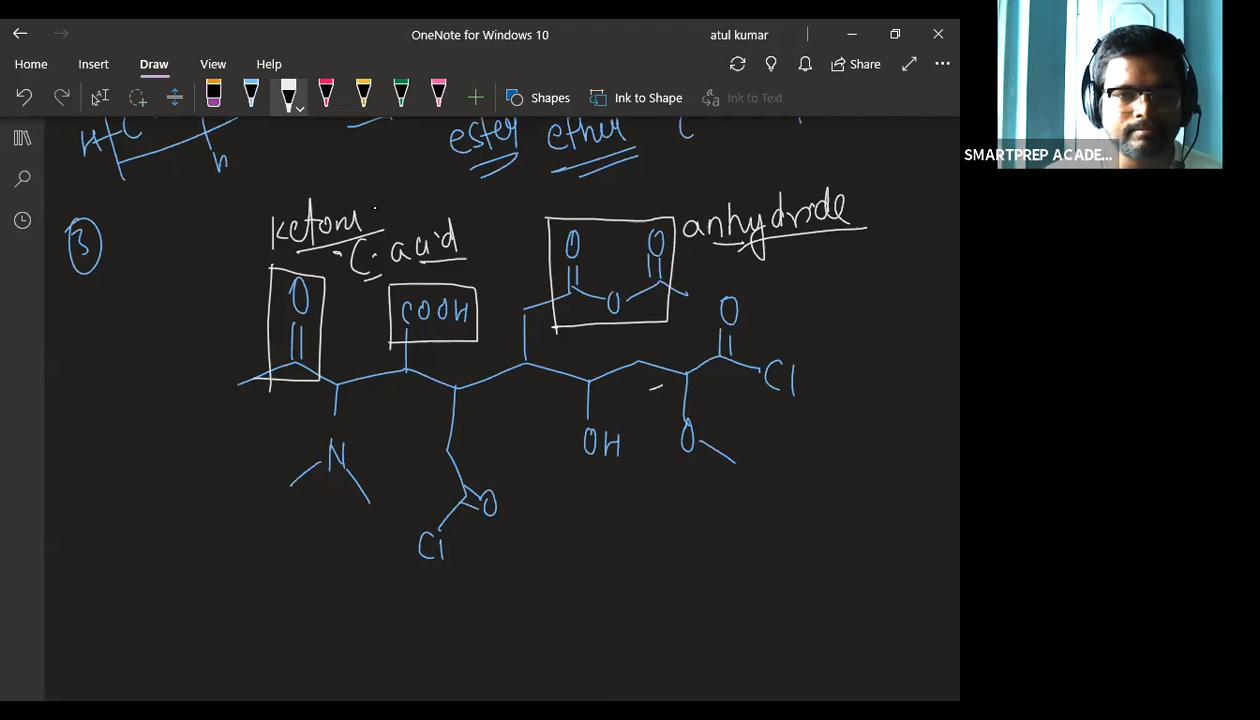 OneNote for Windows 10
atul kumar
Home Insert Draw View Help
Share
Shapes Ink to Shape Ink to Text
SMARTPREP ACADE...
H C
h
ester ether
3
ketone
C. acid
anhydride
O
COOH
O O
O
O
Cl
N
OH
O
O
Cl